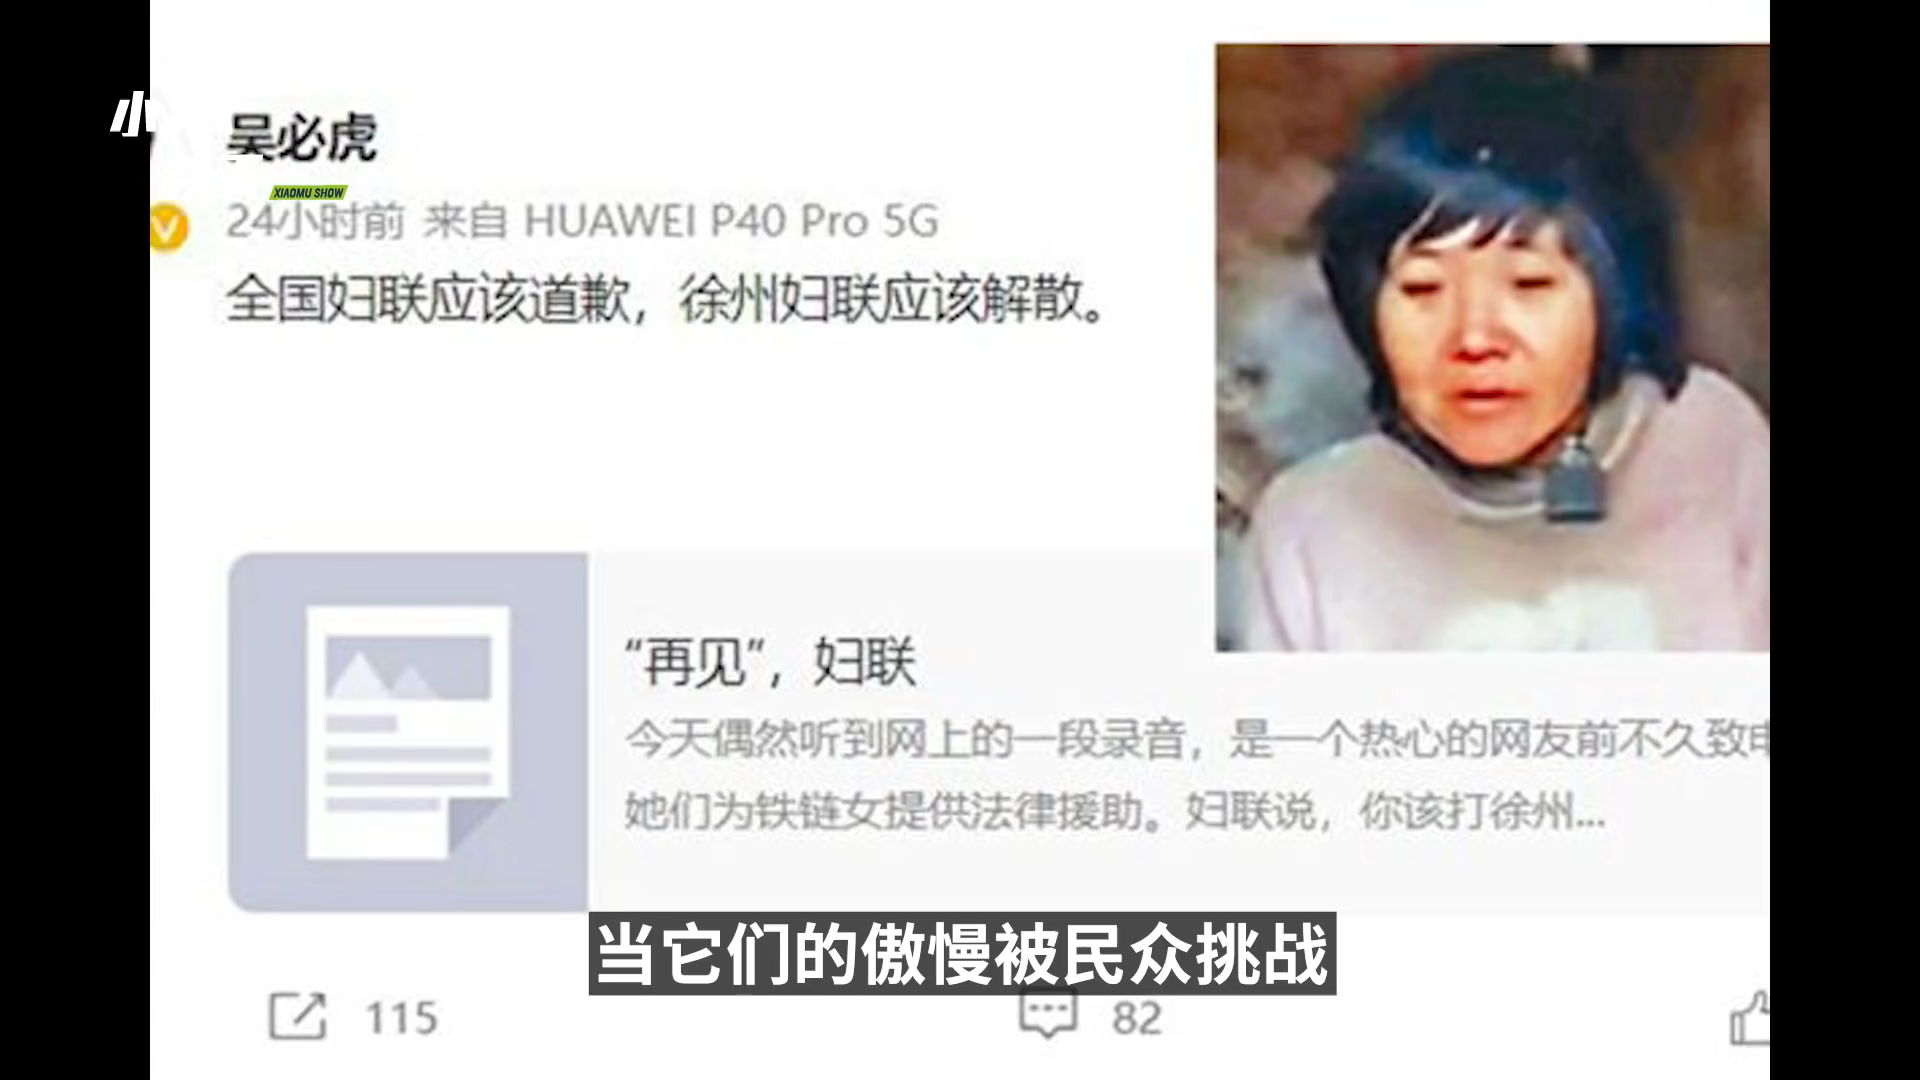 小
吴必虎
XIAOMU SHOW
24小时前 来自 HUAWEI P40 Pro 5G
全国妇联应该道歉，徐州妇联应该解散。
“再见”，妇联
今天偶然听到网上的一段录音，是一个热心的网友前不久致电
她们为铁链女提供法律援助。妇联说，你该打徐州...
当它们的傲慢被民众挑战
115
82